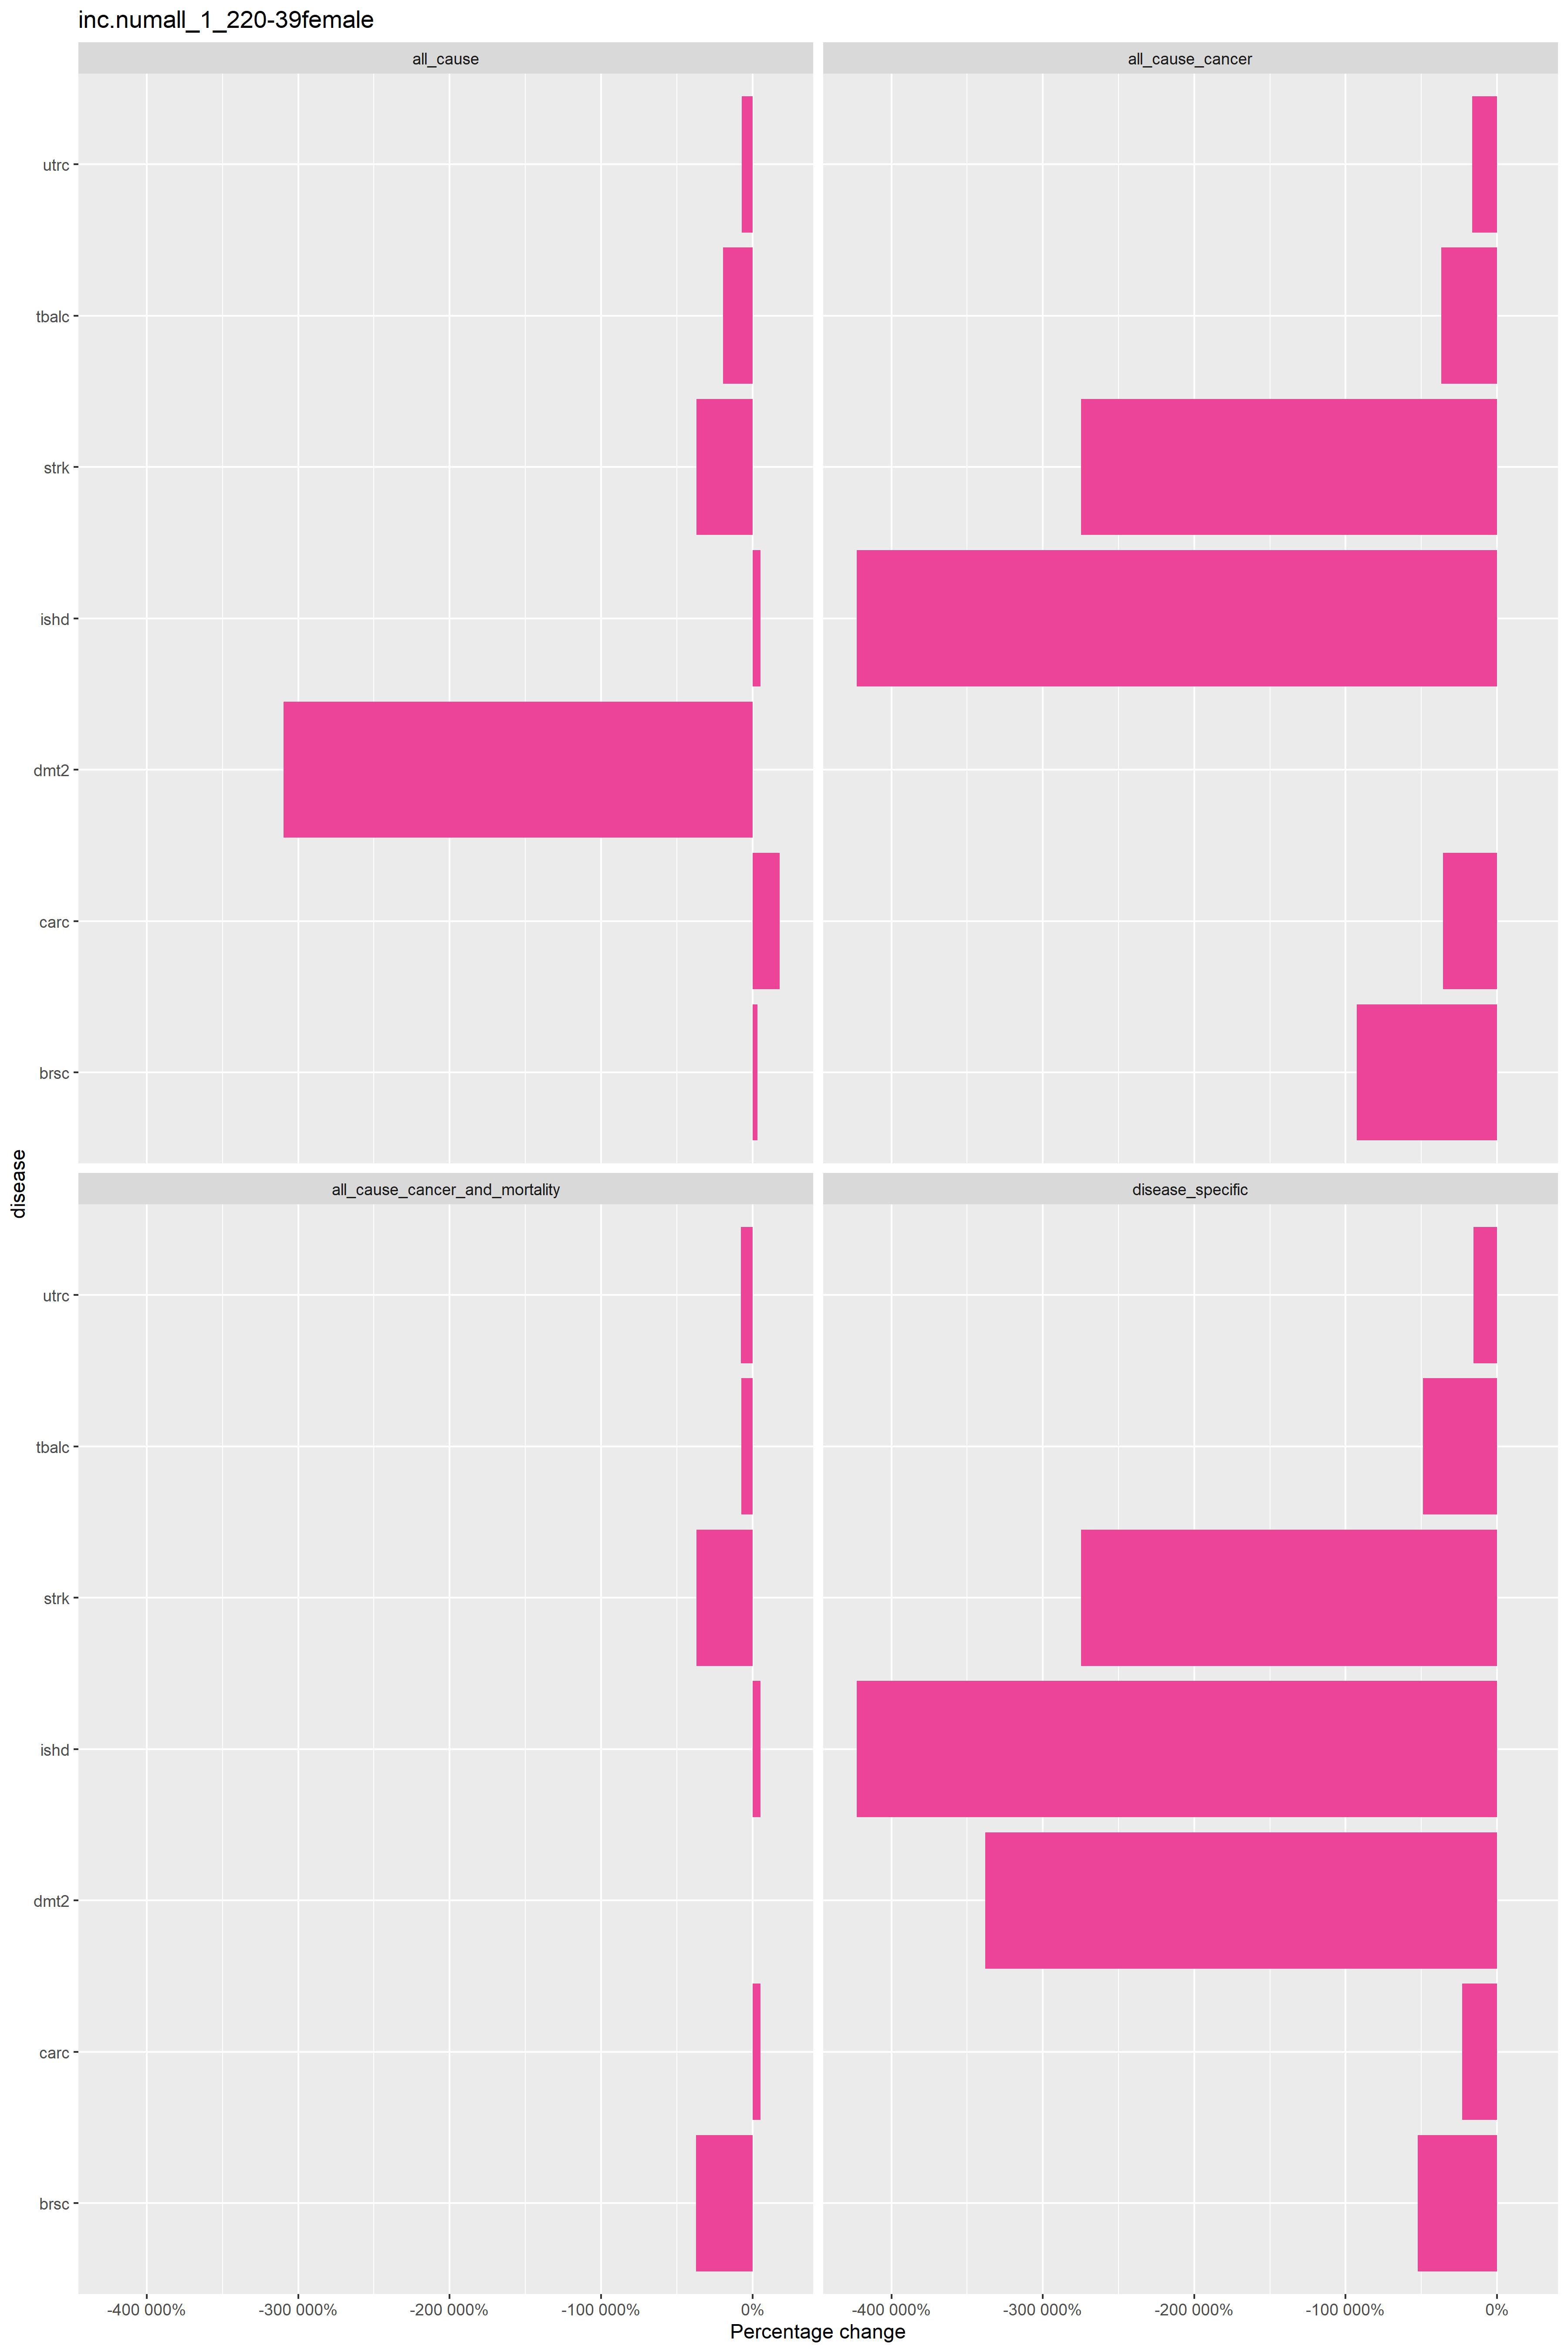 inc.numall_1_220-39female
all_cause
all_cause_cancer
utrc
tbalc
strk
ishd
dmt2
carc
brsc
disease
all_cause_cancer_and_mortality
disease_specific
utrc
tbalc
strk
ishd
dmt2
carc
brsc
-400 000% -300 000% -200 000% -100 000% 0% -400 000% -300 000% -200 000% -100 000% 0%
Percentage change